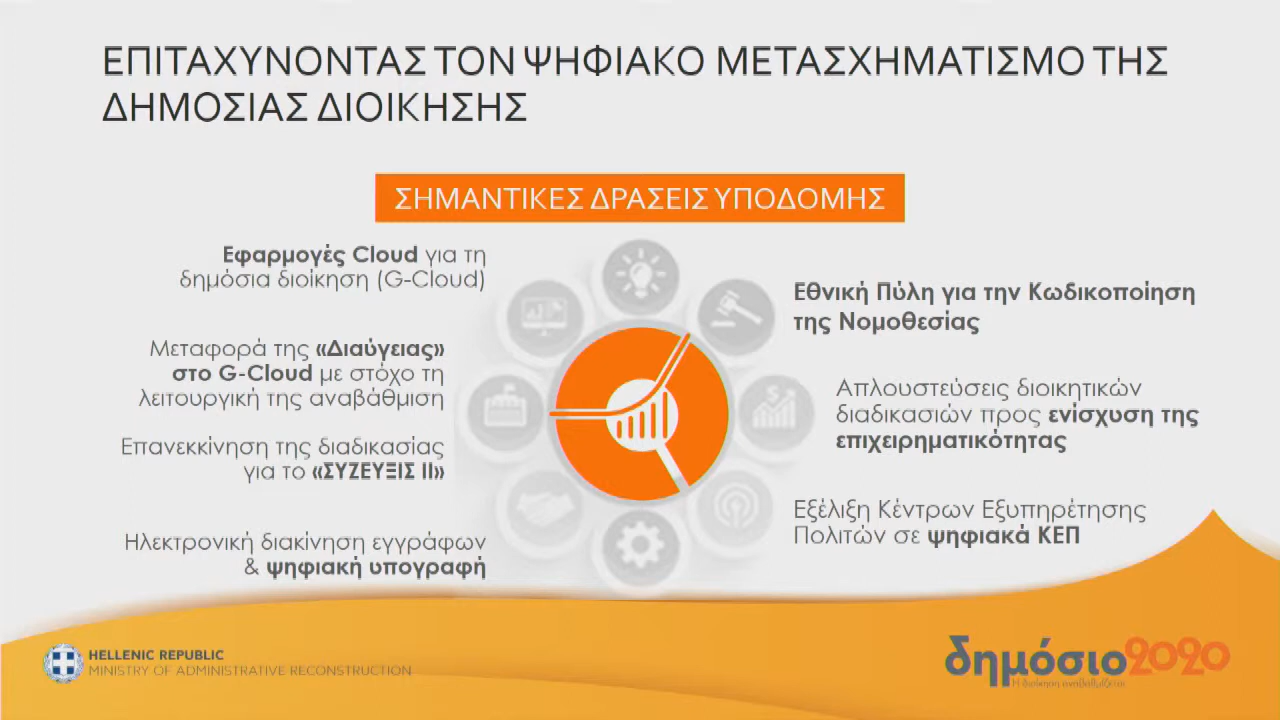 ΕΠΙΤΑΧΥΝΟΝΤΑΣ ΤΟΝ ΨΗΦΙΑΚΟ ΜΕΤΑΣΧΗΜΑΤΙΣΜΟ ΤΗΣ
ΔΗΜΟΣΙΑΣ ΔΙΟΙΚΗΣΗΣ
ΣΗΜΑΝΤΙΚΕΣ ΔΡΑΣΕΙΣ ΥΠΟΔΟΜΗΣ
Εφαρμογές Cloud για τη
δημόσια διοίκηση (G-Cloud)
Μεταφορά της «Διαύγειας»
στο G-Cloud με στόχο τη
λειτουργική της αναβάθμιση
Επανεκκίνηση της διαδικασίας
για το «ΣΥΖΕΥΞΙΣ ΙΙ»
Ηλεκτρονική διακίνηση εγγράφων
& ψηφιακή υπογραφή
Εθνική Πύλη για την Κωδικοποίηση
της Νομοθεσίας
Απλουστεύσεις διοικητικών
διαδικασιών προς ενίσχυση της
επιχειρηματικότητας
Εξέλιξη Κέντρων Εξυπηρέτησης
Πολιτών σε ψηφιακά ΚΕΠ
HELLENIC REPUBLIC
MINISTRY OF ADMINISTRATIVE RECONSTRUCTION
δημόσιο2020
Η διοίκηση αναβαθμίζεται